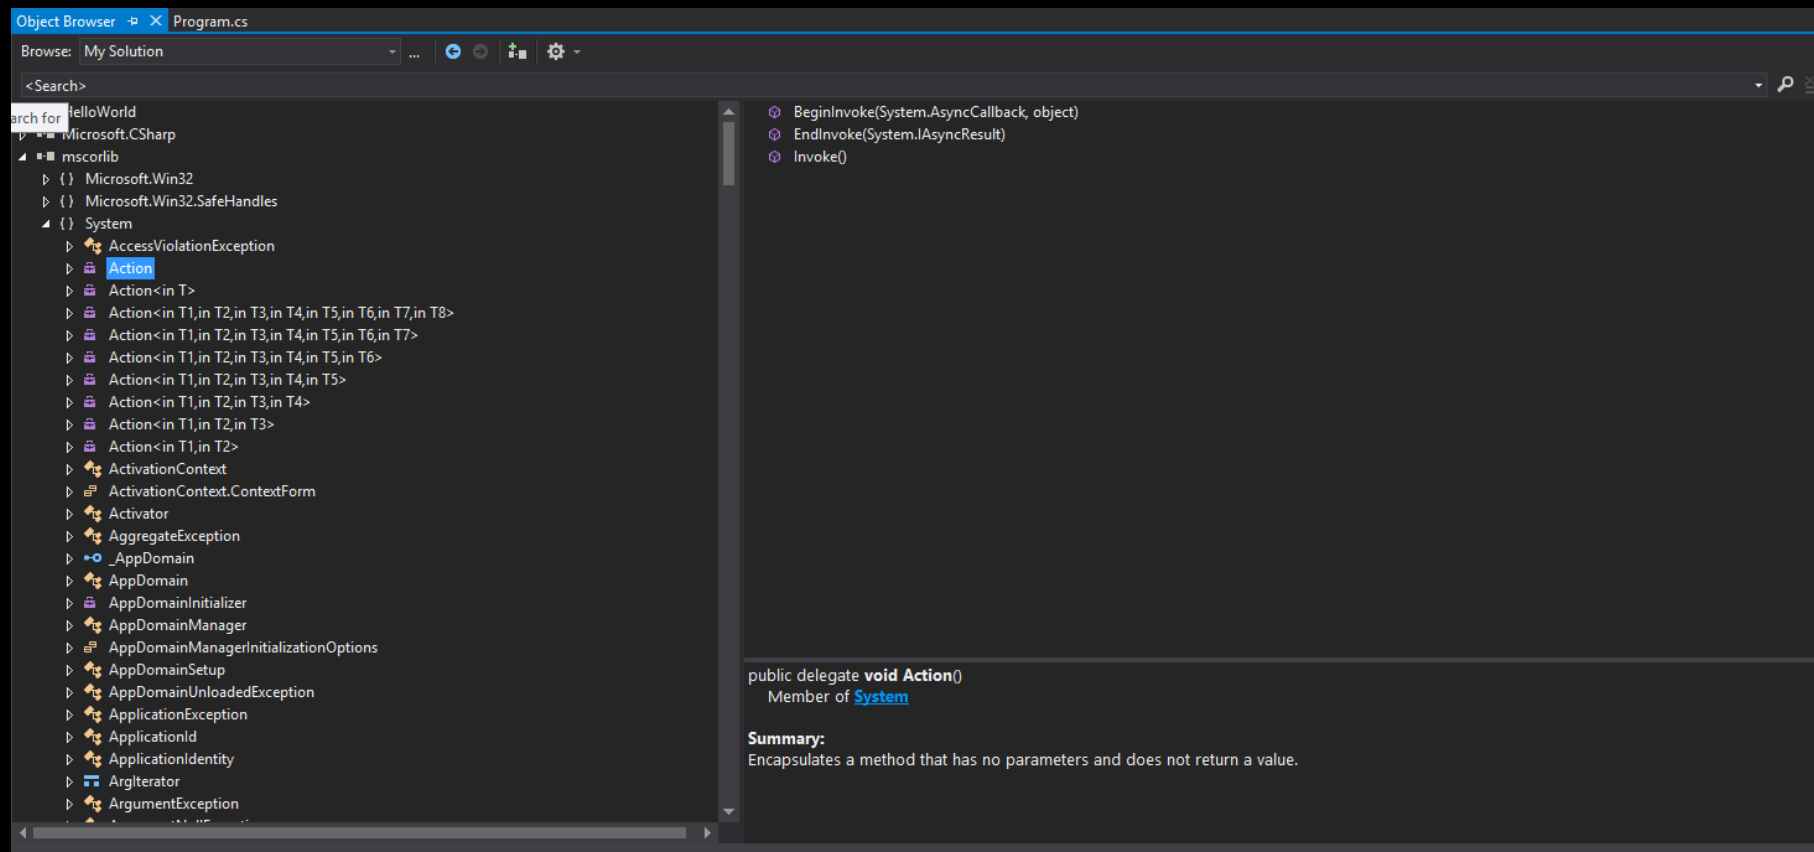 Object Browser Program.cs
Browse: My Solution ...
<Search>
arch for
HelloWorld
Microsoft.CSharp
mscorlib
{ } Microsoft.Win32
{ } Microsoft.Win32.SafeHandles
{ } System
AccessViolationException
Action
Action<in T>
Action<in T1,in T2,in T3,in T4,in T5,in T6,in T7,in T8>
Action<in T1,in T2,in T3,in T4,in T5,in T6,in T7>
Action<in T1,in T2,in T3,in T4,in T5,in T6>
Action<in T1,in T2,in T3,in T4,in T5>
Action<in T1,in T2,in T3,in T4>
Action<in T1,in T2,in T3>
Action<in T1,in T2>
ActivationContext
ActivationContext.ContextForm
Activator
AggregateException
_AppDomain
AppDomain
AppDomainInitializer
AppDomainManager
AppDomainManagerInitializationOptions
AppDomainSetup
AppDomainUnloadedException
ApplicationException
ApplicationId
ApplicationIdentity
ArgIterator
ArgumentException
BeginInvoke(System.AsyncCallback, object)
EndInvoke(System.IAsyncResult)
Invoke()
public delegate void Action()
Member of System
Summary:
Encapsulates a method that has no parameters and does not return a value.